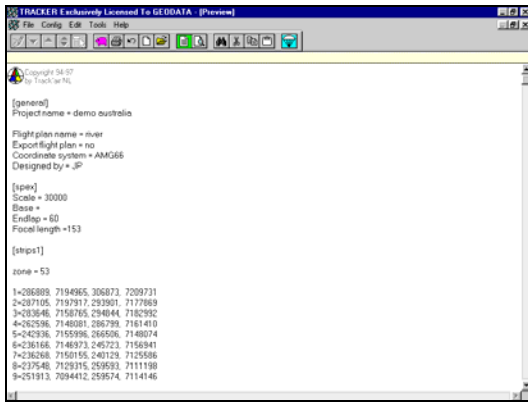 TRACKER Exclusively Licensed To GEODATA - [Preview]
File Config Edit Tools Help
Copyright 94-97
by Track'air NL
[general]
Project name = demo australia
Flight plan name = river
Export flight plan = no
Coordinate system = AMG66
Designed by = JP
[spex]
Scale = 30000
Base =
Endlap = 60
Focal length =153
[strips1]
zone = 53
1=286889, 7194965, 306873, 7209731
2=287105, 7197917, 293901, 7177869
3=283646, 7158765, 294844, 7182992
4=262596, 7148081, 286799, 7161410
5=242936, 7155996, 266506, 7148074
6=236166, 7146973, 245723, 7156941
7=236268, 7150155, 240129, 7125586
8=237548, 7129315, 259593, 7111198
9=251913, 7094412, 259574, 7114146